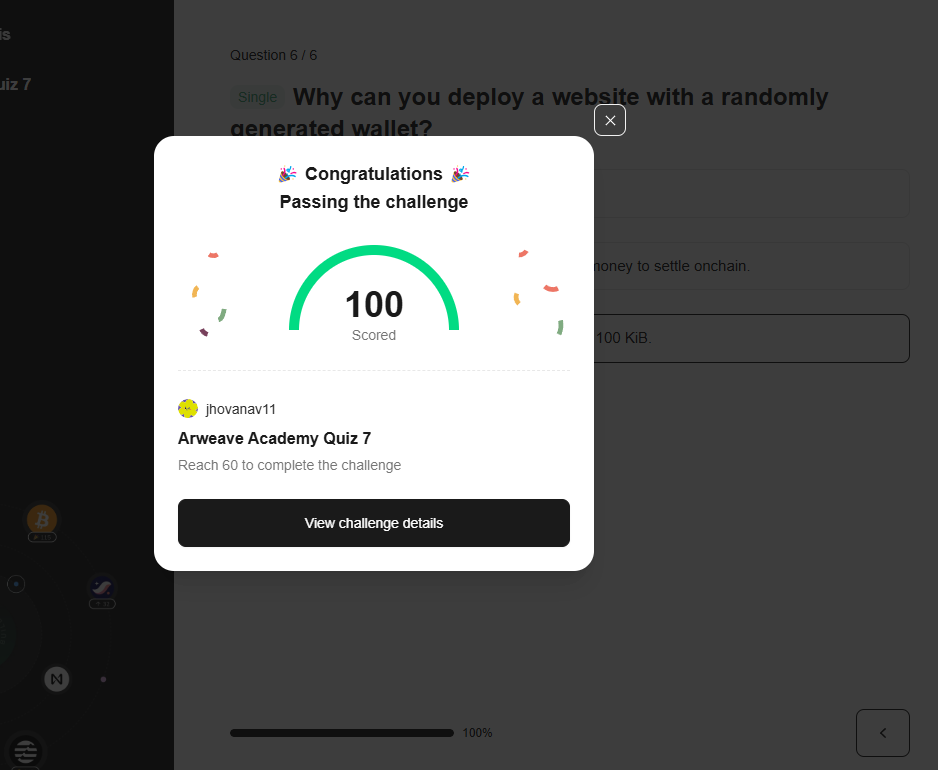 is
uiz 7
Question 6 / 6
Single Why can you deploy a website with a randomly
generated wallet?
🎉 Congratulations 🎉
Passing the challenge
money to settle onchain.
100
Scored
100 KiB.
jhovanav11
Arweave Academy Quiz 7
Reach 60 to complete the challenge
View challenge details
100%